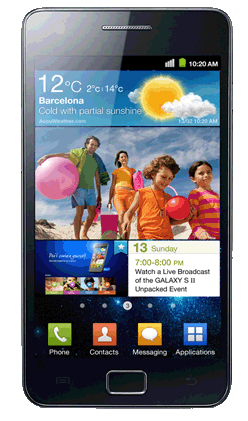 10:20 AM
12°C 2°c 14°c
Barcelona
Cold with partial sunshine
AccuWeather.com 13/02 10:20 AM
13 Sunday
7:00-8:00 PM
Watch a Live Broadcast
of the GALAXY S II
Unpacked Event
3
Phone Contacts Messaging Applications